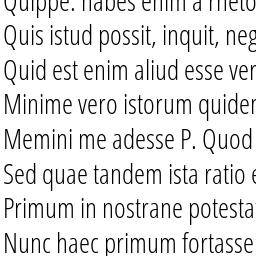 Quippe: habes enim a rheto
Quis istud possit, inquit, neg
Quid est enim aliud esse ver
Minime vero istorum quider
Memini me adesse P. Quod
Sed quae tandem ista ratio e
Primum in nostrane potesta
Nunc haec primum fortasse